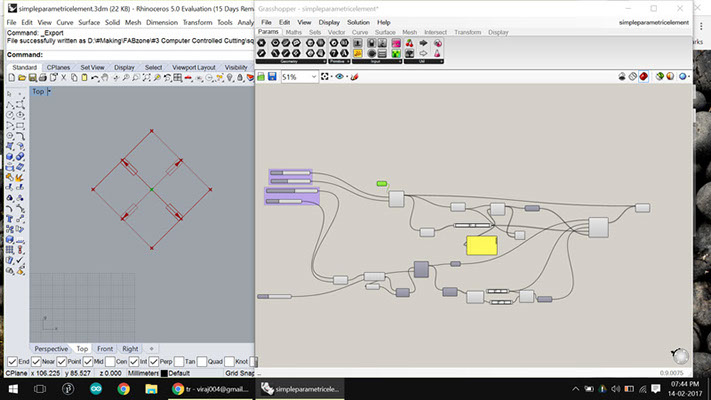 simpleparametricelement.3dm (22 KB) - Rhinoceros 5.0 Evaluation (15 Days Rema
File Edit View Curve Surface Solid Mesh Dimension Transform Tools Analyze
Command: _Export
File successfully written as D:\#Making\FABzone\#3 Computer Controlled Cutting\sc
Command:
Standard CPlanes Set View Display Select Viewport Layout Visibility
Top
Perspective Top Front Right
End Near Point Mid Cen Int Perp Tan Quad Knot
CPlane x 106.225 y 85.527 z 0.000 Millimeters Default Grid Snap
Grasshopper - simpleparametricelement*
File Edit View Display Solution Help simpleparametricelement
Params Maths Sets Vector Curve Surface Mesh Intersect Transform Display
Geometry Primitive Input Util
51%
0.9.0075
tr - viraj004@gmail...
simpleparametricele...
07:44 PM
14-02-2017